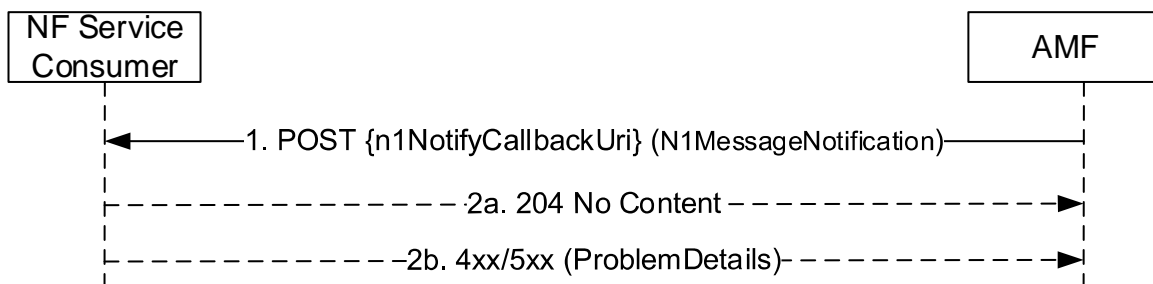 NF Service
Consumer
AMF
1. POST {n1NotifyCallbackUri} (N1MessageNotification)
2a. 204 No Content
2b. 4xx/5xx (ProblemDetails)